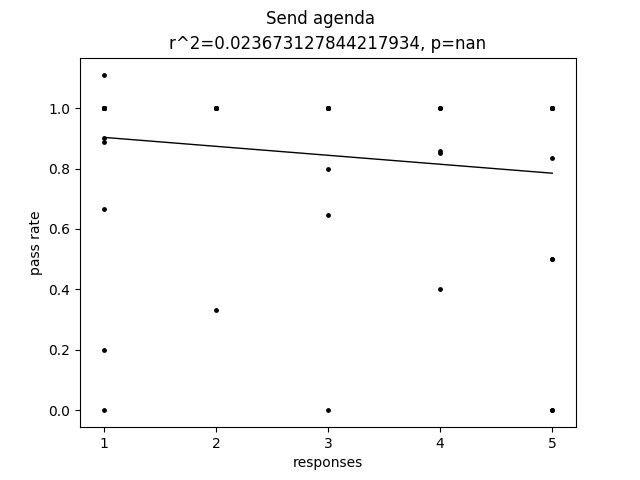 Send agenda
r^2=0.023673127844217934, p=nan
1.0
0.8
0.6
0.4
0.2
0.0
pass rate
1 2 3 4 5
responses